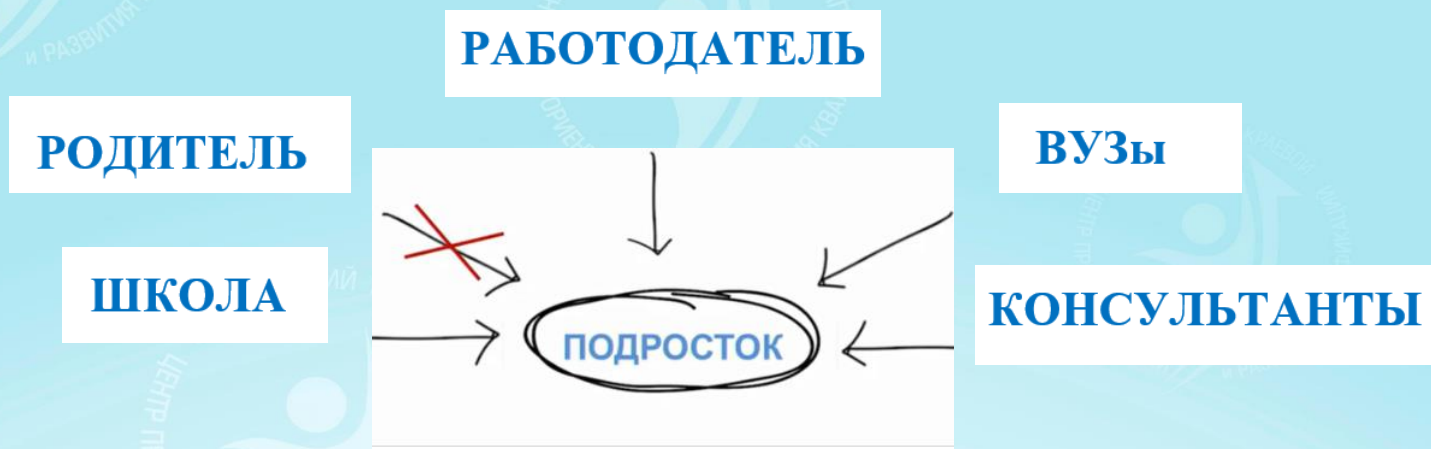 РАБОТОДАТЕЛЬ
РОДИТЕЛЬ
ВУЗы
ШКОЛА
КОНСУЛЬТАНТЫ
ПОДРОСТОК